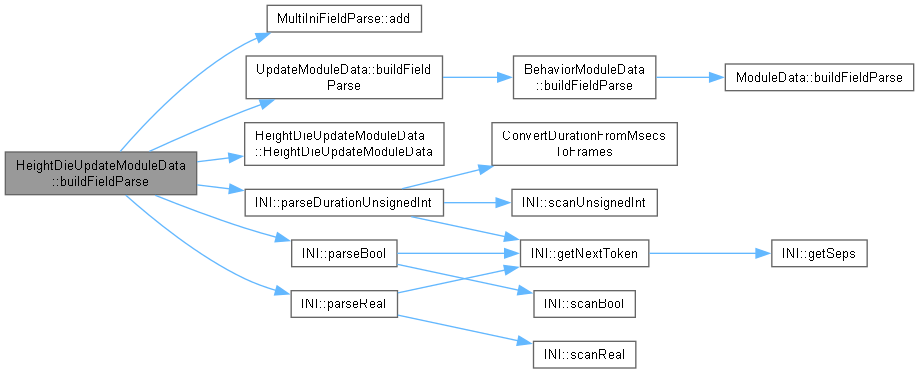 MultiIniFieldParse::add
UpdateModuleData::buildField
Parse
BehaviorModuleData
::buildFieldParse
ModuleData::buildFieldParse
HeightDieUpdateModuleData
::HeightDieUpdateModuleData
ConvertDurationFromMsecs
ToFrames
HeightDieUpdateModuleData
::buildFieldParse
INI::parseDurationUnsignedInt
INI::scanUnsignedInt
INI::parseBool
INI::getNextToken
INI::getSeps
INI::parseReal
INI::scanBool
INI::scanReal